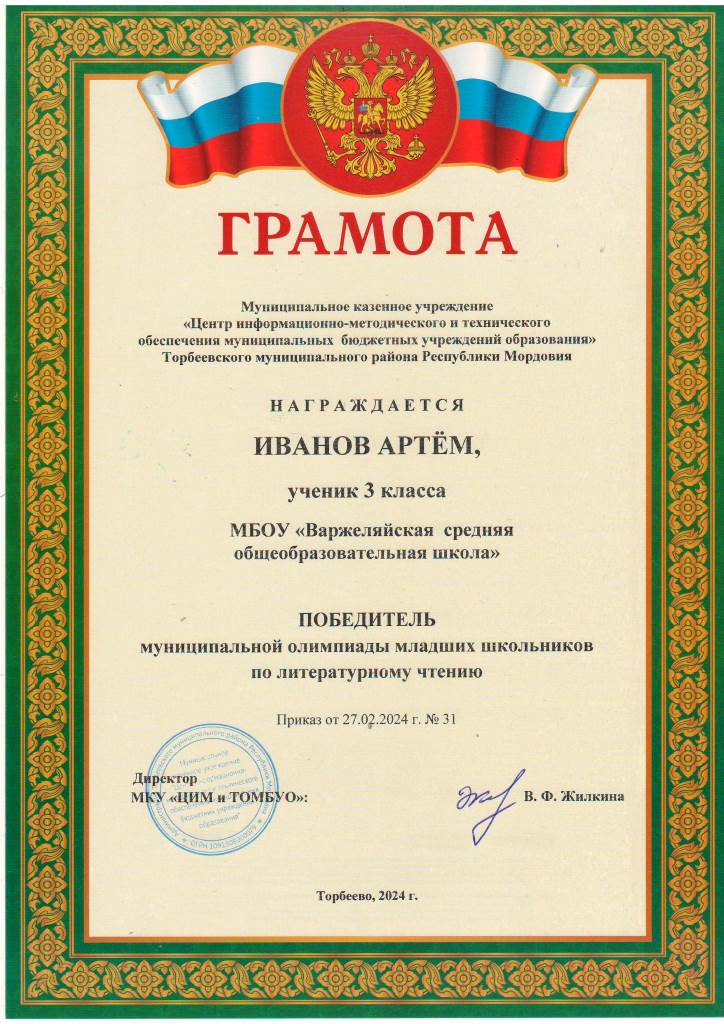 ГРАМОТА
Муниципальное казенное учреждение
«Центр информационно-методического и технического
обеспечения муниципальных бюджетных учреждений образования»
Торбеевского муниципального района Республики Мордовия
НАГРАЖДАЕТСЯ
ИВАНОВ АРТЁМ,
ученик 3 класса
МБОУ «Варжеляйская средняя
общеобразовательная школа»
ПОБЕДИТЕЛЬ
муниципальной олимпиады младших школьников
по литературному чтению
Приказ от 27.02.2024 г. № 31
Директор
МКУ «ЦИМ и ТОМБУО»:
В. Ф. Жилкина
Торбеево, 2024 г.